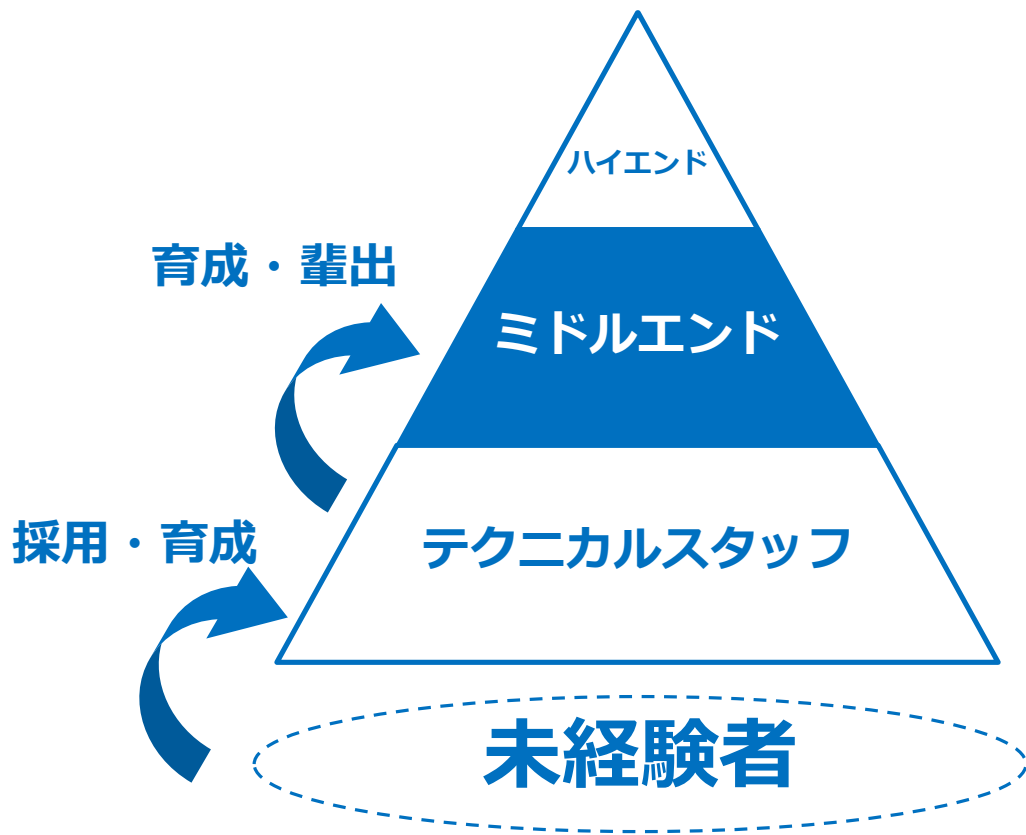 ハイエンド
育成・輩出
ミドルエンド
採用・育成
テクニカルスタッフ
未経験者